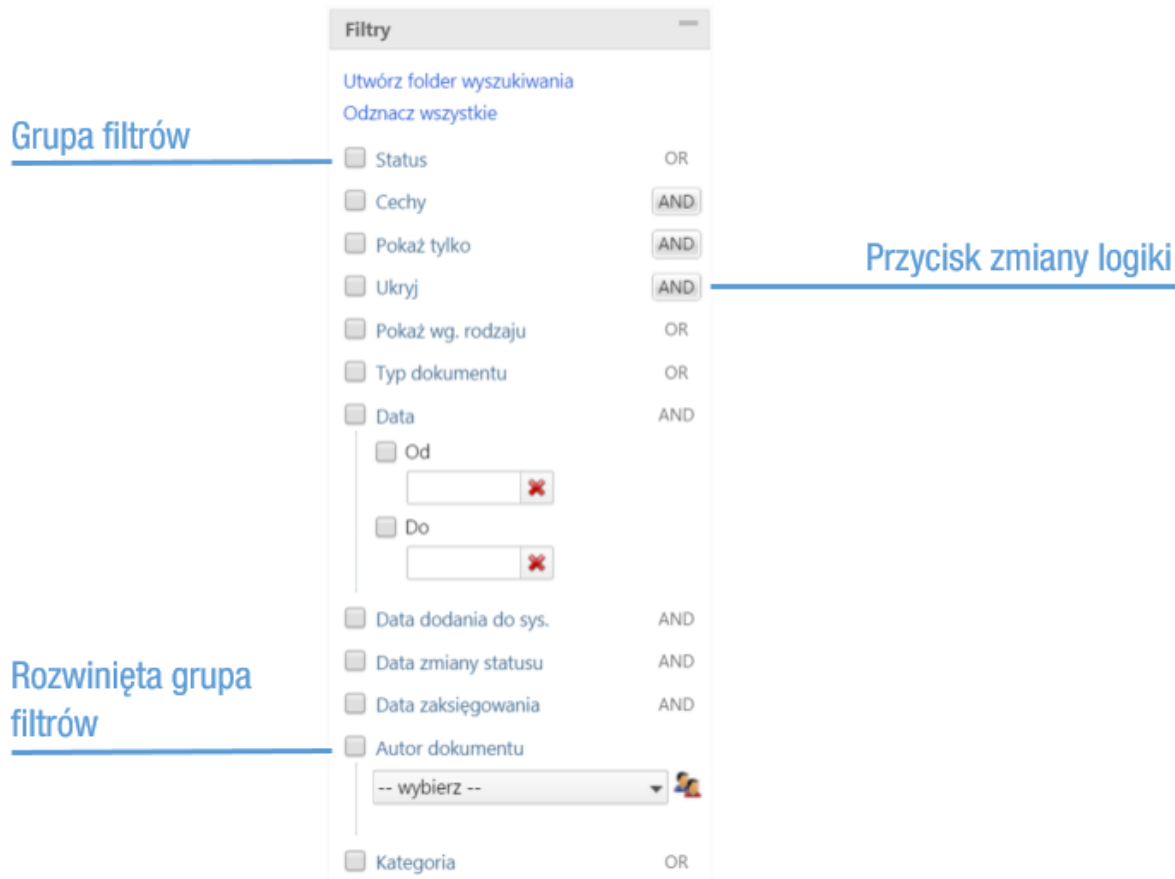 Filtry
Utwórz folder wyszukiwania
Odznacz wszystkie
Grupa filtrów
Status OR
Cechy AND
Pokaż tylko AND
Przycisk zmiany logiki
Ukryj AND
Pokaż wg. rodzaju OR
Typ dokumentu OR
Data AND
Od
Do
Data dodania do sys. AND
Data zmiany statusu AND
Rozwinięta grupa
filtrów
Data zaksięgowania AND
Autor dokumentu
-- wybierz --
Kategoria OR